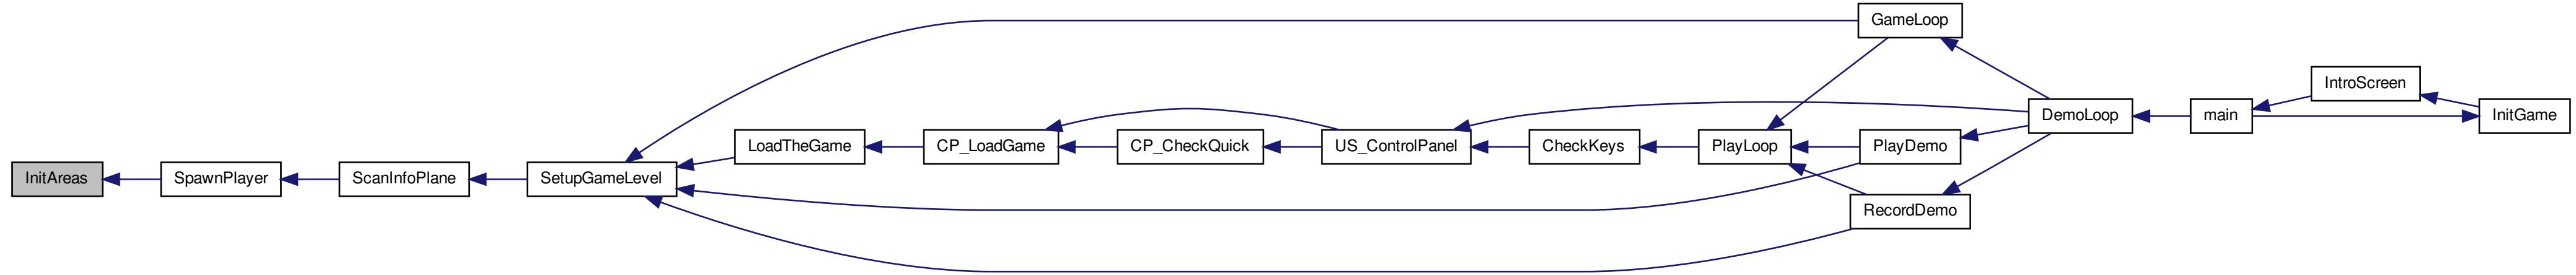 InitAreas
SpawnPlayer
ScanInfoPlane
SetupGameLevel
LoadTheGame
CP_LoadGame
CP_CheckQuick
US_ControlPanel
CheckKeys
PlayLoop
GameLoop
PlayDemo
RecordDemo
DemoLoop
main
IntroScreen
InitGame